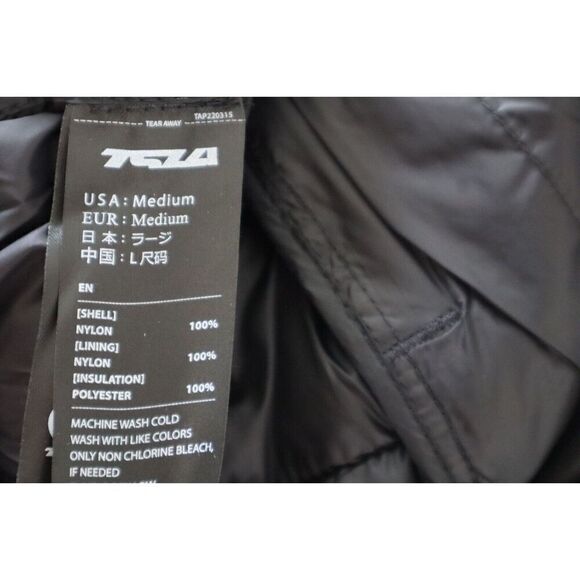 TEAR AWAY
TAP220315
TSLA
USA : Medium
EUR : Medium
日本 : ラージ
中国 : L 尺码
EN
[SHELL]
NYLON 100%
[LINING]
NYLON 100%
[INSULATION]
POLYESTER 100%
MACHINE WASH COLD
WASH WITH LIKE COLORS
ONLY NON CHLORINE BLEACH,
IF NEEDED